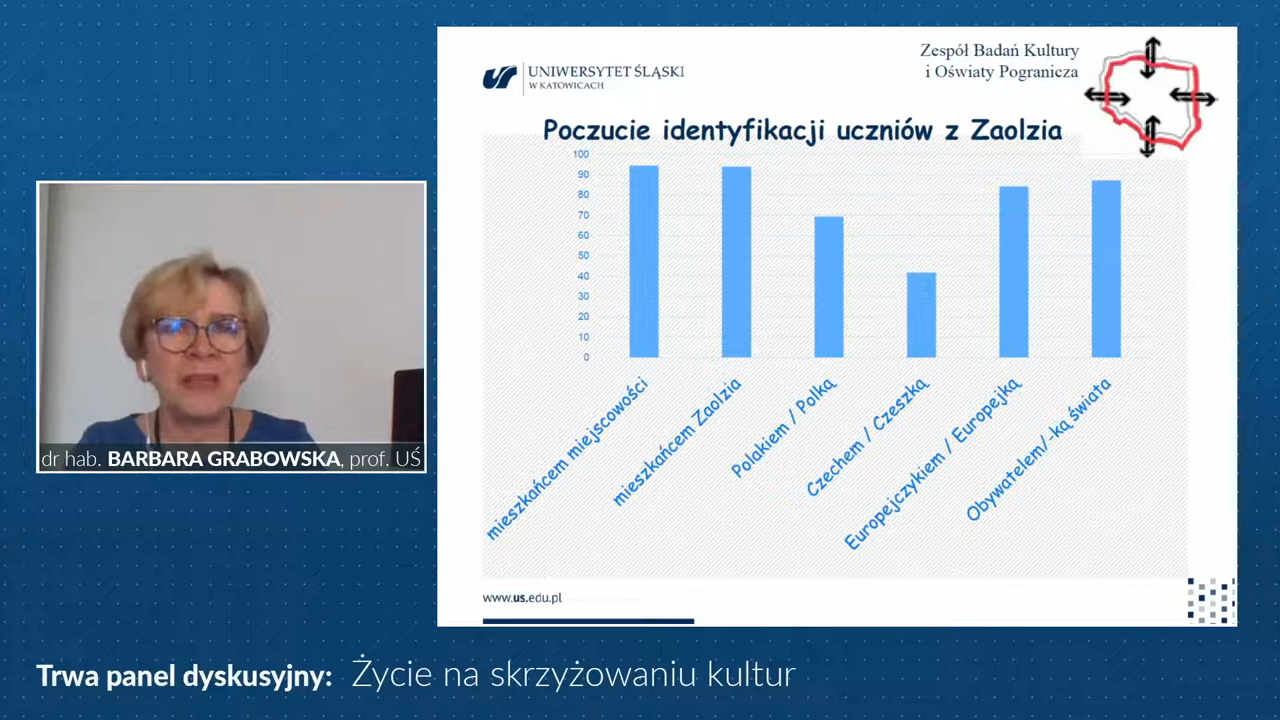 UNIWERSYTET ŚLĄSKI
W KATOWICACH
Zespół Badań Kultury
i Oświaty Pogranicza
Poczucie identyfikacji uczniów z Zaolzia
100
90
80
70
60
50
40
30
20
10
0
mieszkańcem miejscowości
mieszkańcem Zaolzia
Polakiem / Polką
Czechem / Czeszką
Europejczykiem / Europejką
Obywatelem/-ką świata
www.us.edu.pl
dr hab. BARBARA GRABOWSKA, prof. UŚ
Trwa panel dyskusyjny: Życie na skrzyżowaniu kultur